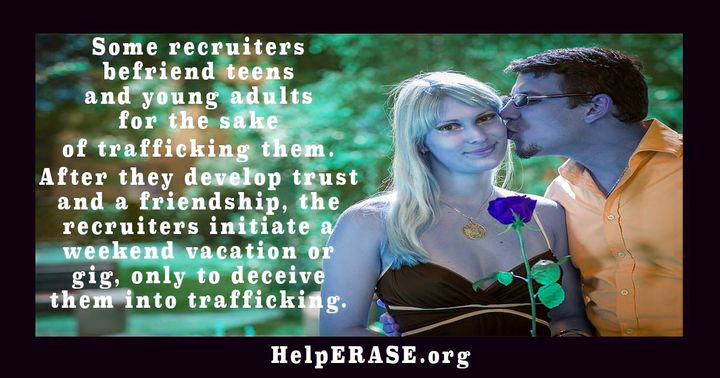 Some recruiters
befriend teens
and young adults
for the sake
of trafficking them.
After they develop trust
and a friendship, the
recruiters initiate a
weekend vacation or
gig, only to deceive
them into trafficking.
HelpERASE.org